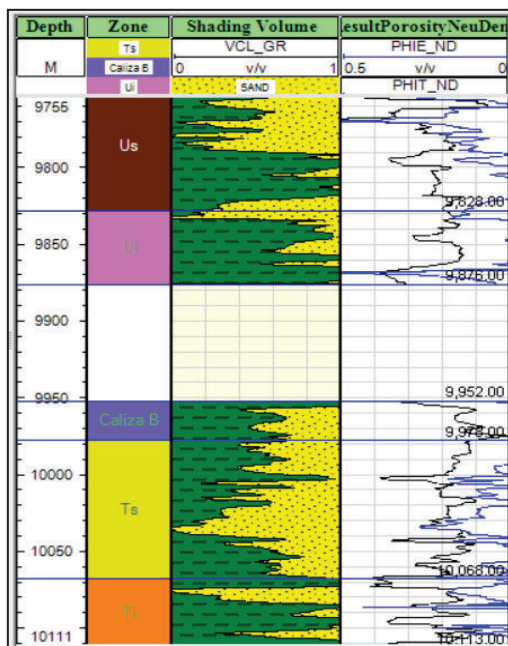 Depth Zone Shading Volume esultPorosityNeuDen
Ts VCL_GR PHIE_ND
M Caliza B 0 v/v 1 0.5 v/v 0
Ui SAND PHIT_ND
9755
9800
Us
9,828.00
9850
Ui
9,876.00
9900
9,952.00
9950
Caliza B
9,978.00
10000
Ts
10050
10,068.00
Ti
10111
10,113.00